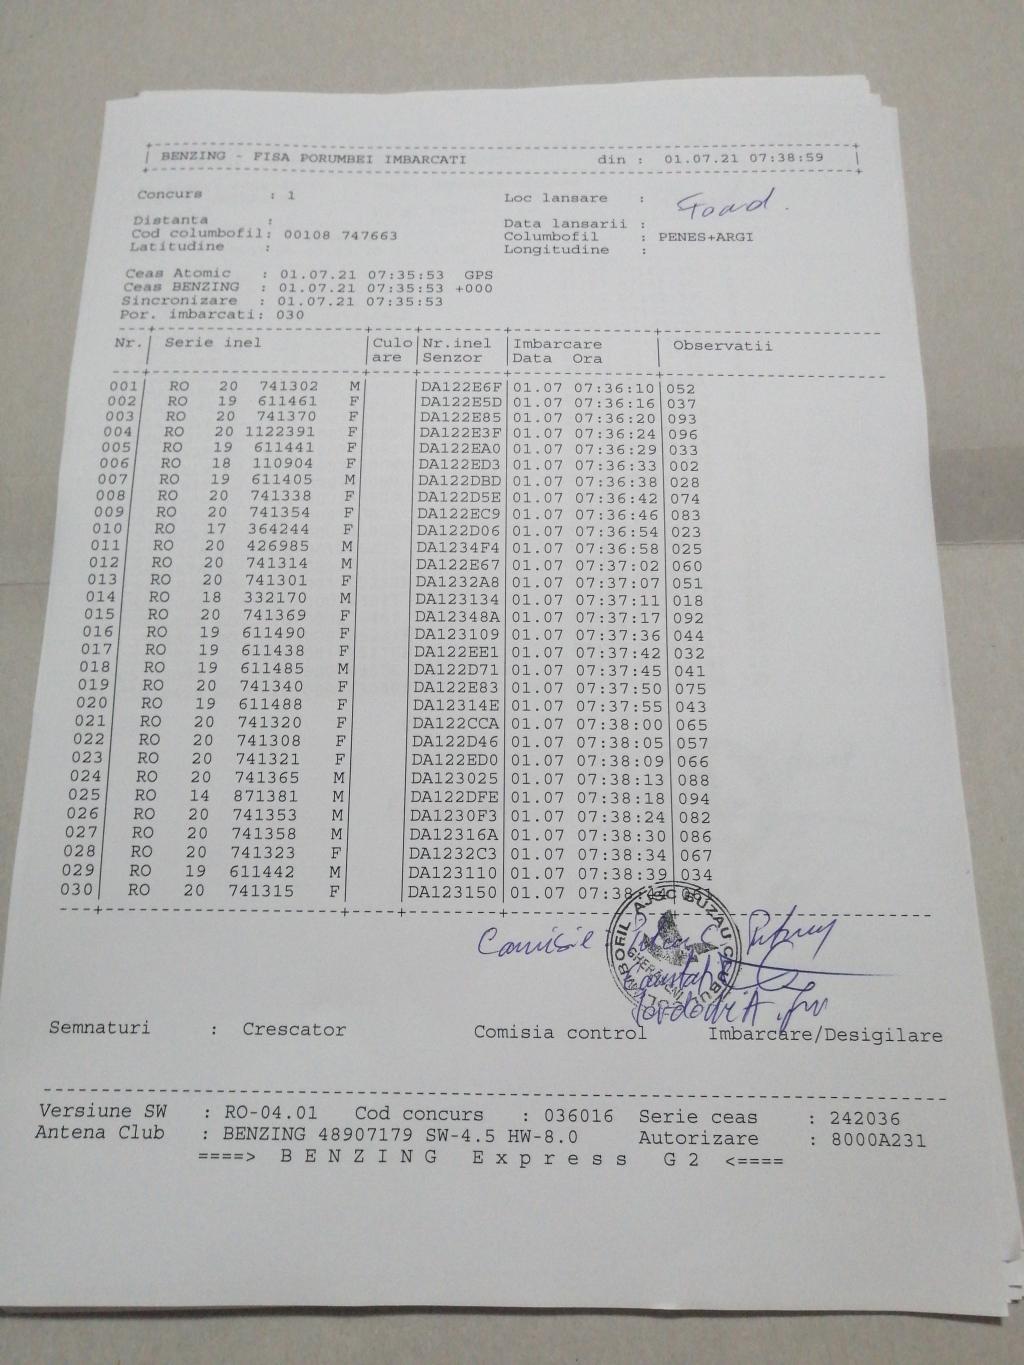 BENZING - FISA PORUMBEI IMBARCATI din : 01.07.21 07:38:59
Concurs : 1 Loc lansare :
Distanta : Data lansarii :
Cod columbofil: 00108 747663 Columbofil : PENES+ARGI
Latitudine : Longitudine :
Ceas Atomic : 01.07.21 07:35:53 GPS
Ceas BENZING : 01.07.21 07:35:53 +000
Sincronizare : 01.07.21 07:35:53
Por. imbarcati: 030
Nr. Serie inel Culo Nr.inel Imbarcare Observatii
are Senzor Data Ora
001 RO 20 741302 M DA122E6F 01.07 07:36:10 052
002 RO 19 611461 F DA122E5D 01.07 07:36:16 037
003 RO 20 741370 F DA122E85 01.07 07:36:20 093
004 RO 20 1122391 F DA122E3F 01.07 07:36:24 096
005 RO 19 611441 F DA122EA0 01.07 07:36:29 033
006 RO 18 110904 F DA122ED3 01.07 07:36:33 002
007 RO 19 611405 M DA122DBD 01.07 07:36:38 028
008 RO 20 741338 F DA122D5E 01.07 07:36:42 074
009 RO 20 741354 F DA122EC9 01.07 07:36:46 083
010 RO 17 364244 F DA122D06 01.07 07:36:54 023
011 RO 20 426985 M DA1234F4 01.07 07:36:58 025
012 RO 20 741314 M DA122E67 01.07 07:37:02 060
013 RO 20 741301 F DA1232A8 01.07 07:37:07 051
014 RO 18 332170 M DA123134 01.07 07:37:11 018
015 RO 20 741369 F DA12348A 01.07 07:37:17 092
016 RO 19 611490 F DA123109 01.07 07:37:36 044
017 RO 19 611438 F DA122EE1 01.07 07:37:42 032
018 RO 19 611485 M DA122D71 01.07 07:37:45 041
019 RO 20 741340 F DA122E83 01.07 07:37:50 075
020 RO 19 611488 F DA12314E 01.07 07:37:55 043
021 RO 20 741320 F DA122CCA 01.07 07:38:00 065
022 RO 20 741308 F DA122D46 01.07 07:38:05 057
023 RO 20 741321 F DA122ED0 01.07 07:38:09 066
024 RO 20 741365 M DA123025 01.07 07:38:13 088
025 RO 14 871381 M DA122DFE 01.07 07:38:18 094
026 RO 20 741353 M DA1230F3 01.07 07:38:24 082
027 RO 20 741358 M DA12316A 01.07 07:38:30 086
028 RO 20 741323 F DA1232C3 01.07 07:38:34 067
029 RO 19 611442 M DA123110 01.07 07:38:39 034
030 RO 20 741315 F DA123150 01.07
Comisie
Semnaturi : Crescator Comisia control Imbarcare/Desigilare
Versiune SW : RO-04.01 Cod concurs : 036016 Serie ceas : 242036
Antena Club : BENZING 48907179 SW-4.5 HW-8.0 Autorizare : 8000A231
====> B E N Z I N G E x p r e s s G 2 <====